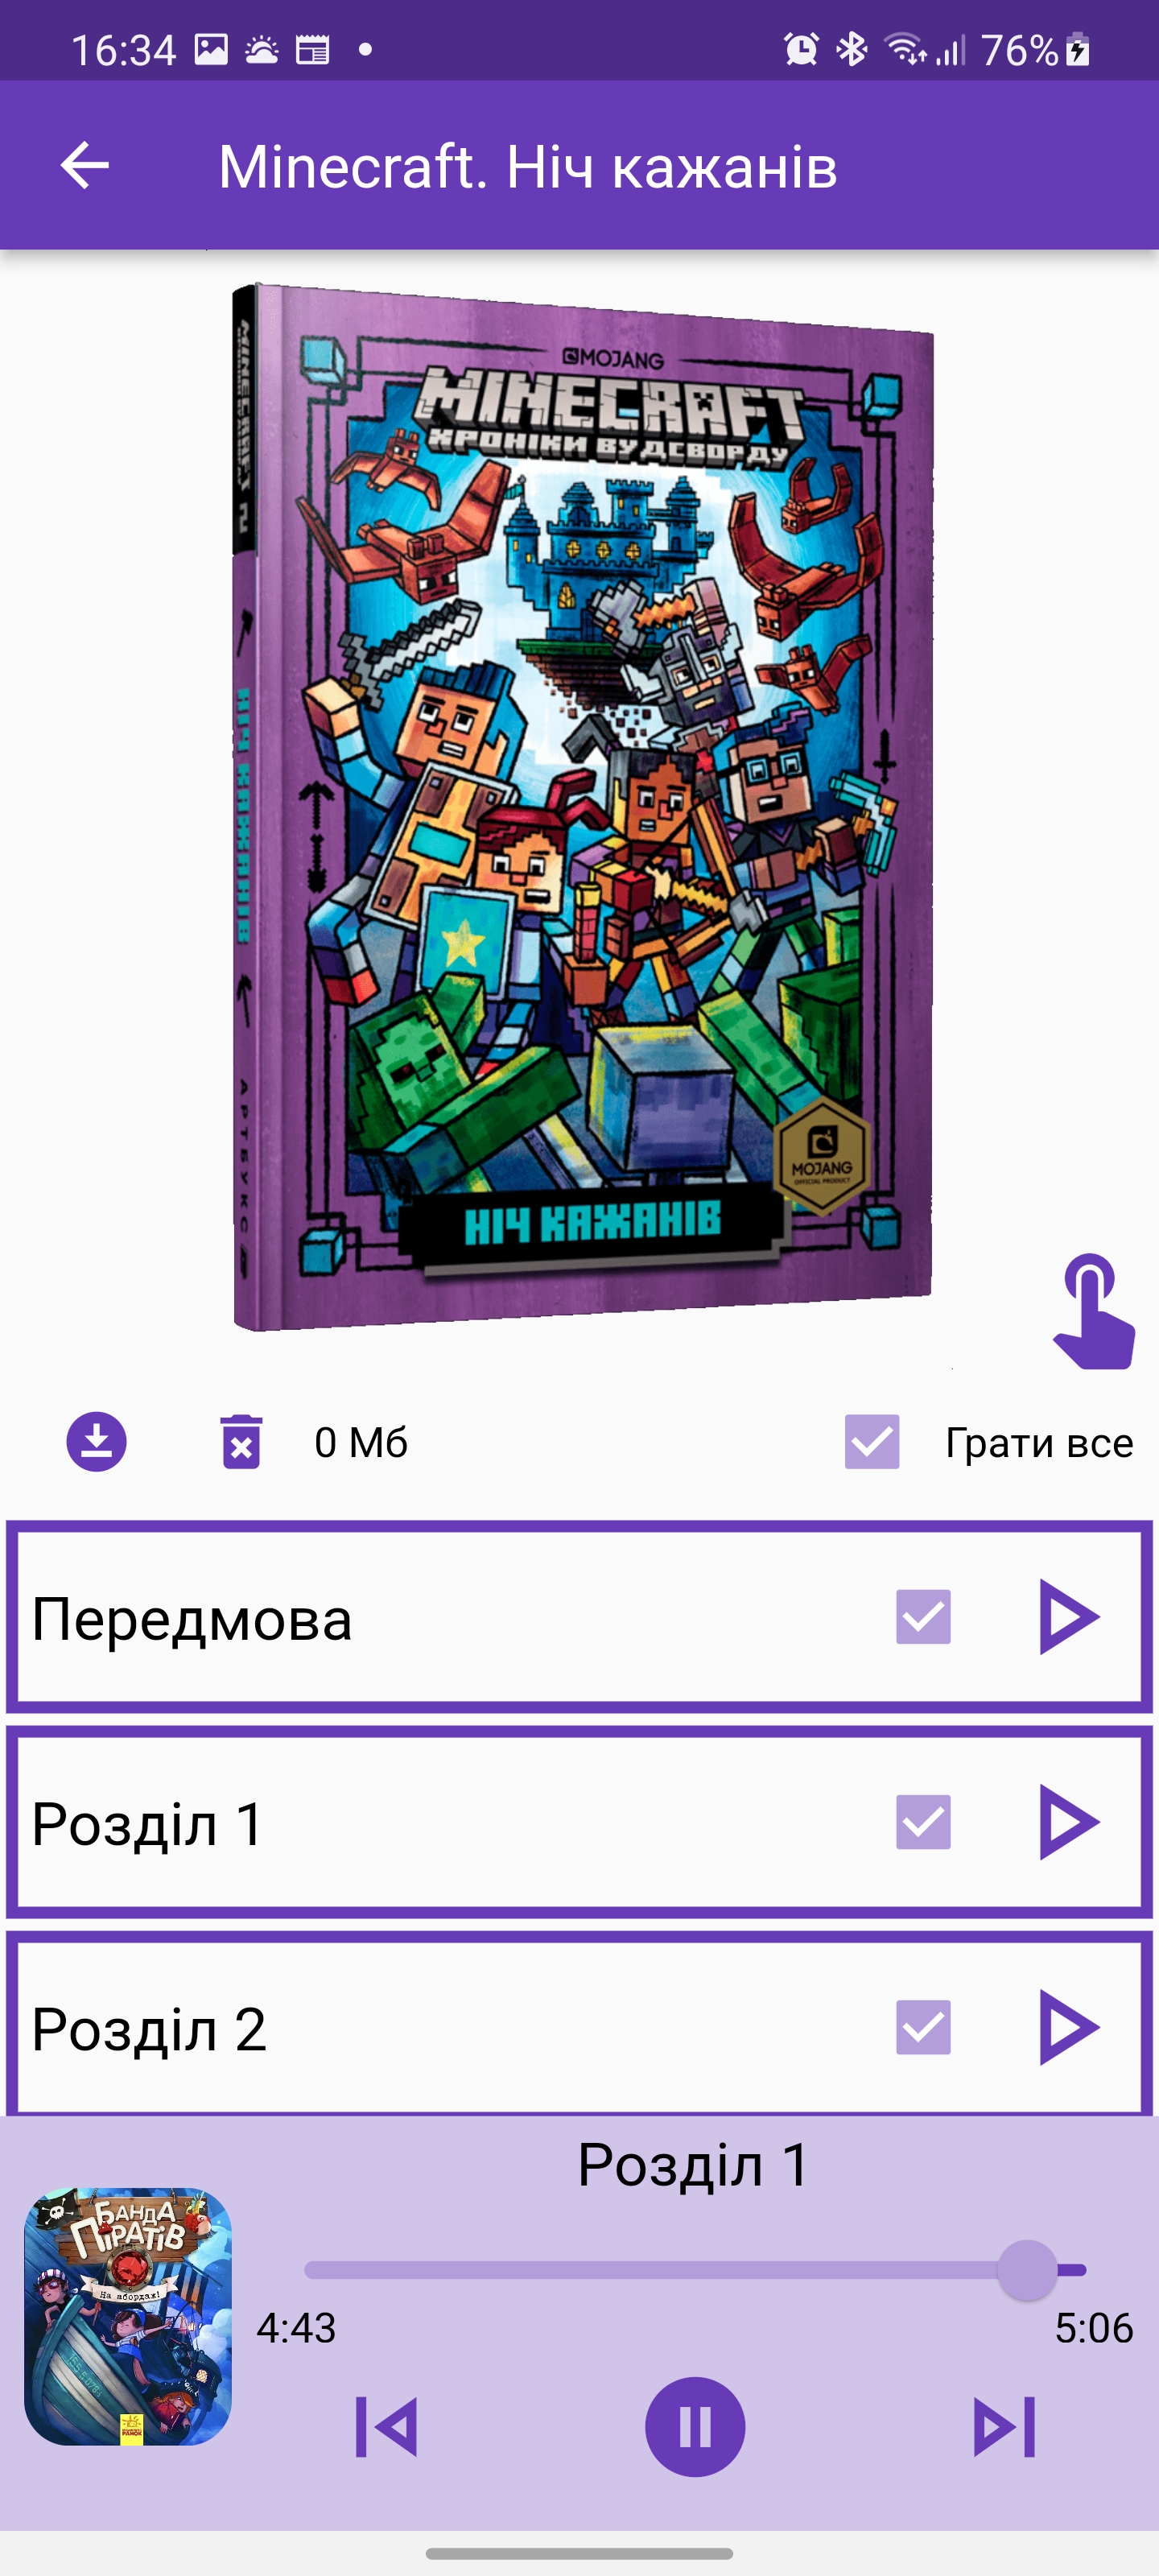 16:34
76%
Minecraft. Ніч кажанів
MOJANG
MINECRAFT
ХРОНІКИ ВУДСВОРДУ
MINECRAFT 2
НІЧ КАЖАНІВ
АРТБУКС
MOJANG
OFFICIAL PRODUCT
НІЧ КАЖАНІВ
0 Мб
Грати все
Передмова
Розділ 1
Розділ 2
Розділ 1
БАНДА
ПІРАТІВ
На абордаж!
РАНОК
4:43
5:06